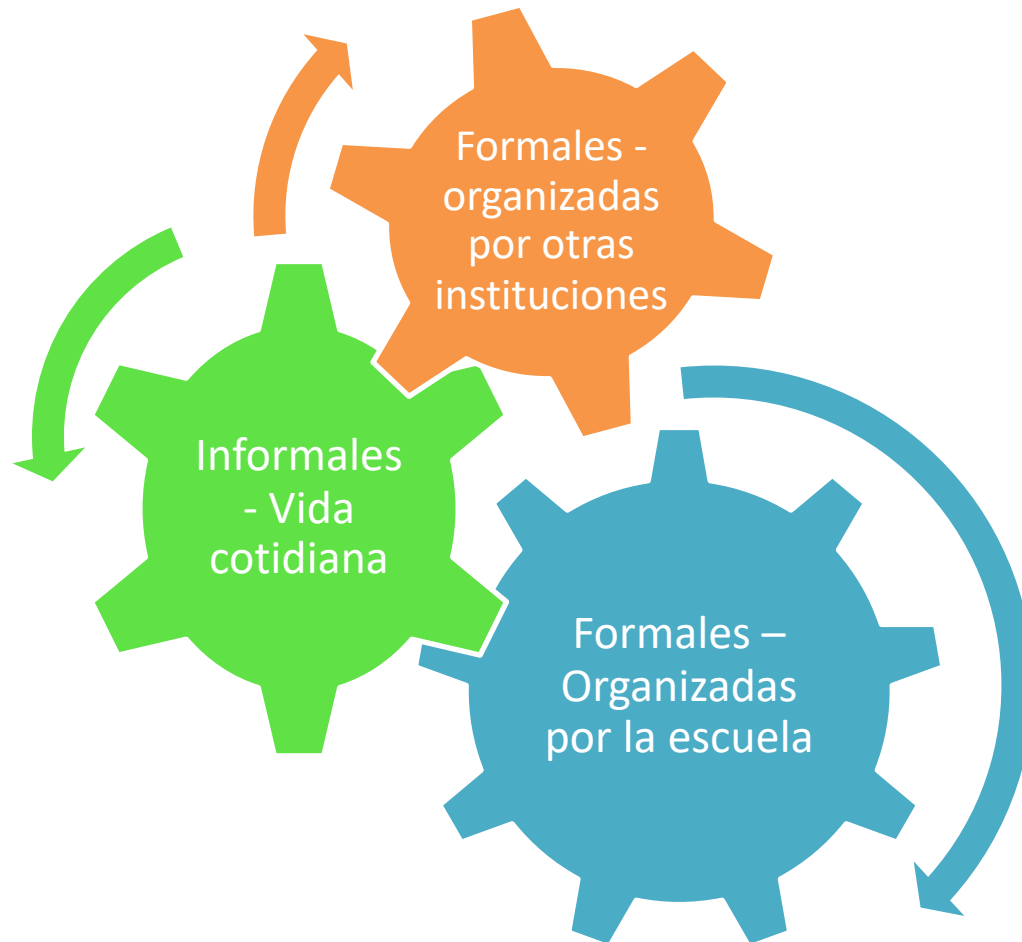 Formales -
organizadas
por otras
instituciones
Informales
- Vida
cotidiana
Formales –
Organizadas
por la escuela